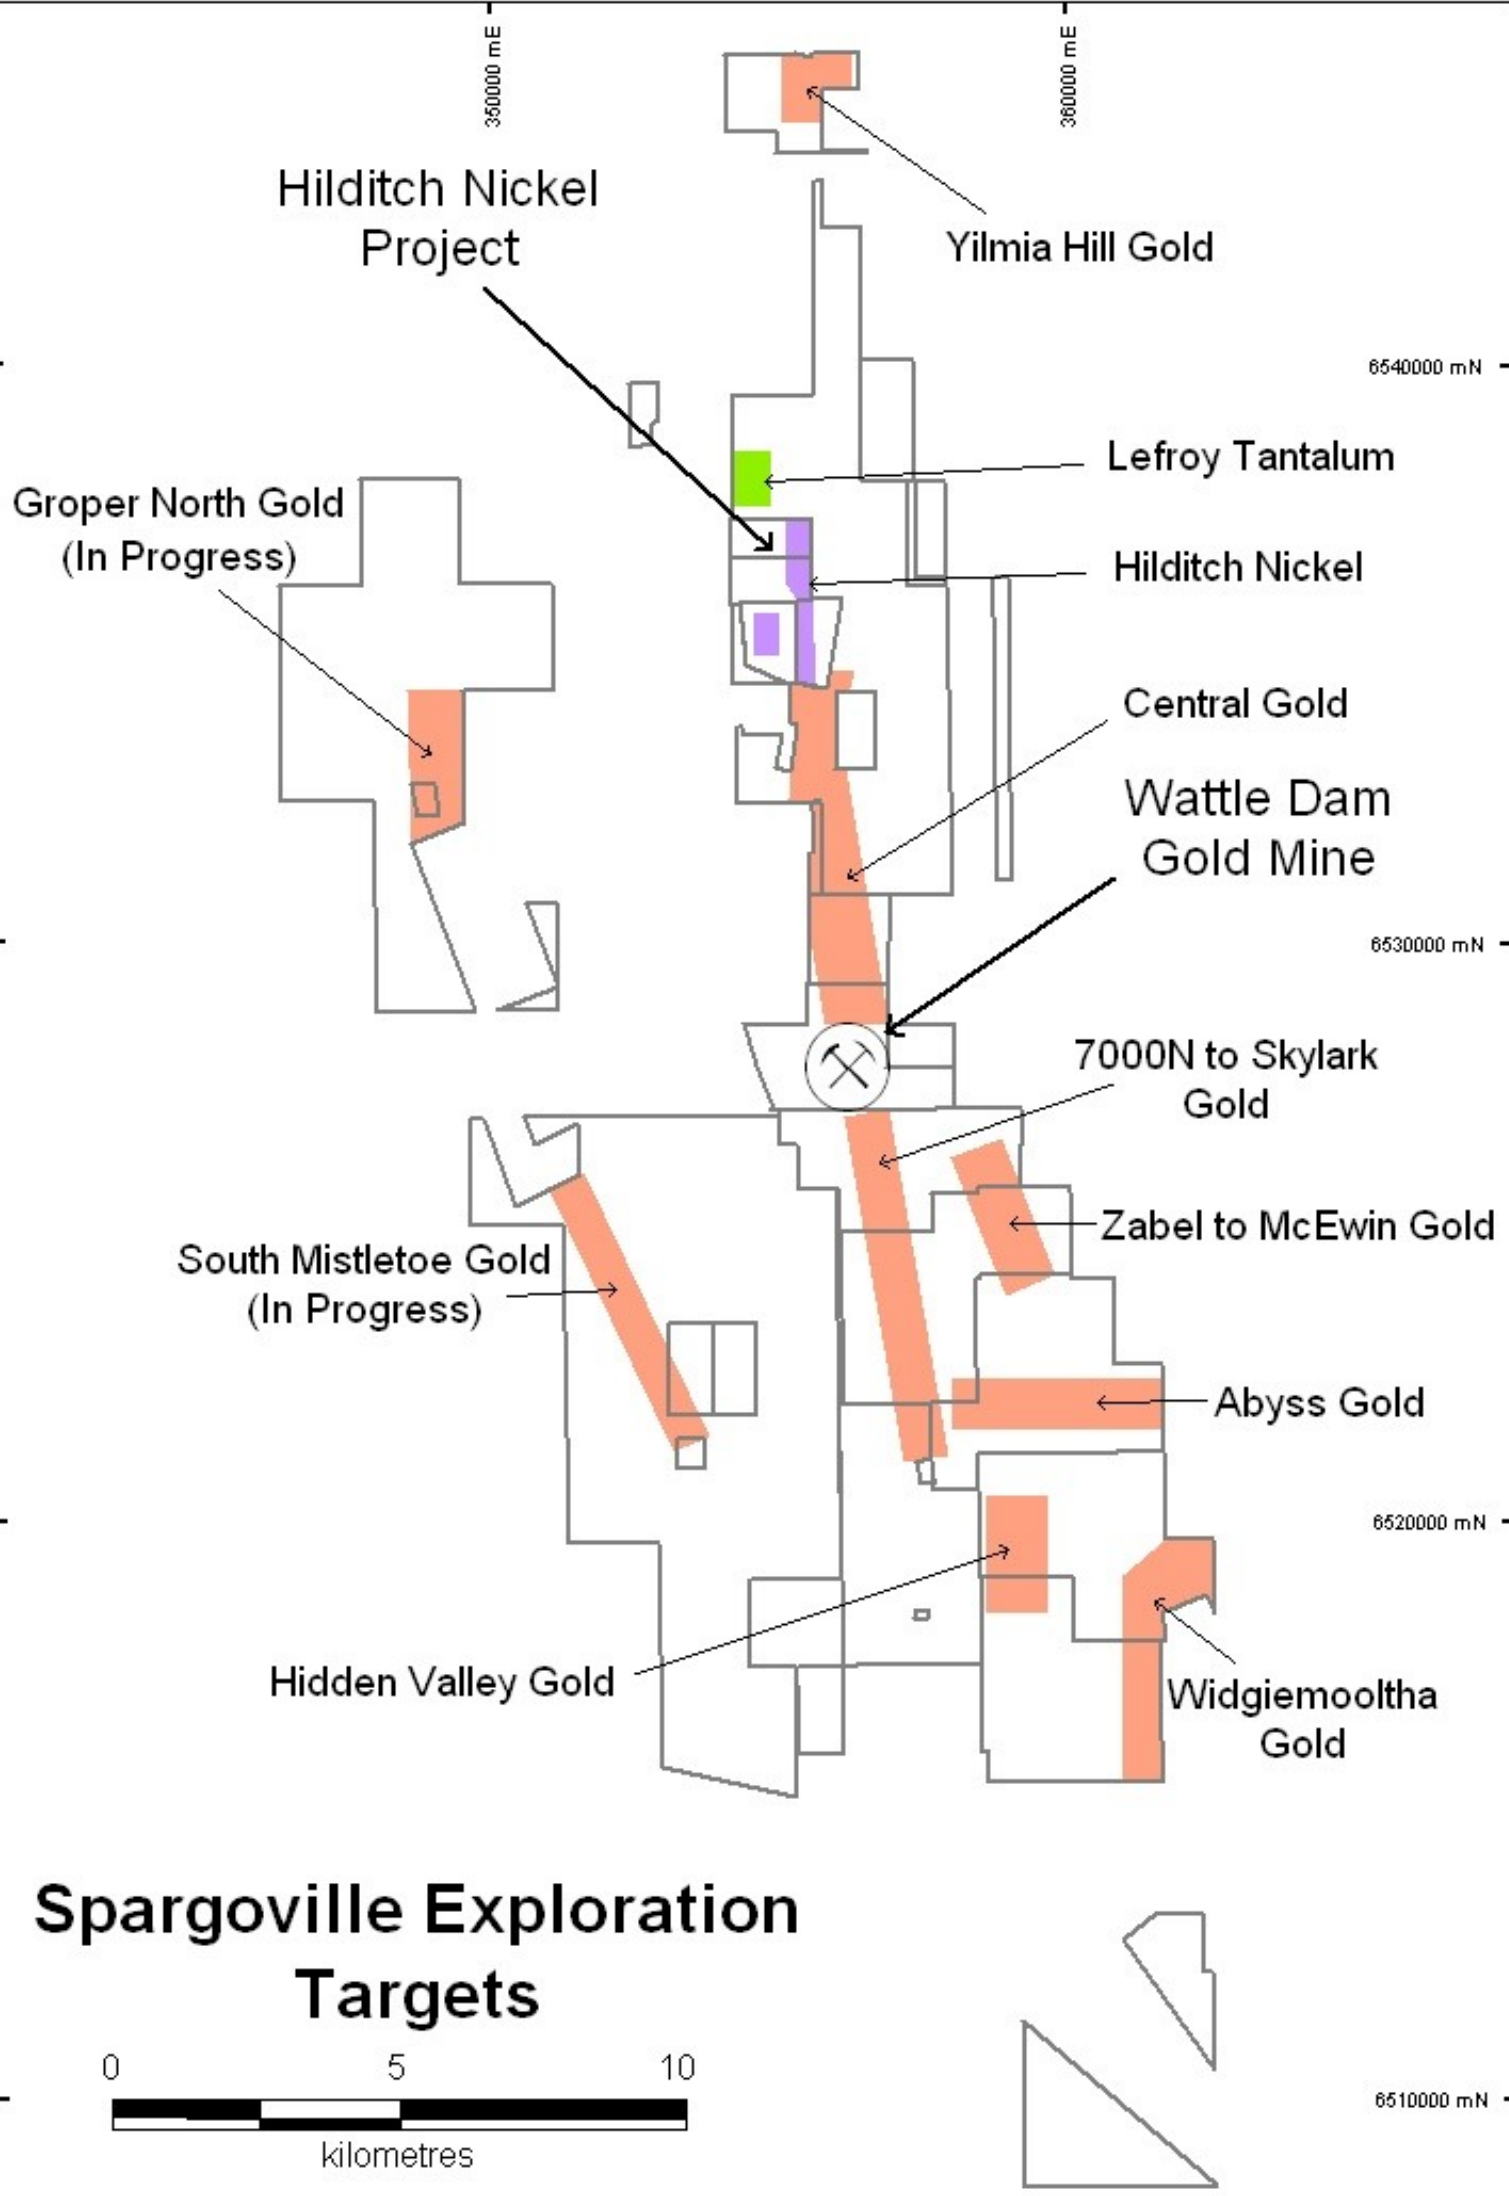 350000 mE
360000 mE
Hilditch Nickel
Project
Yilmia Hill Gold
6540000 mN
Lefroy Tantalum
Groper North Gold
(In Progress)
Hilditch Nickel
Central Gold
Wattle Dam
Gold Mine
6530000 mN
7000N to Skylark
Gold
Zabel to McEwin Gold
South Mistletoe Gold
(In Progress)
Abyss Gold
6520000 mN
Hidden Valley Gold
Widgiemooltha
Gold
Spargoville Exploration
Targets
0 5 10
kilometres
6510000 mN